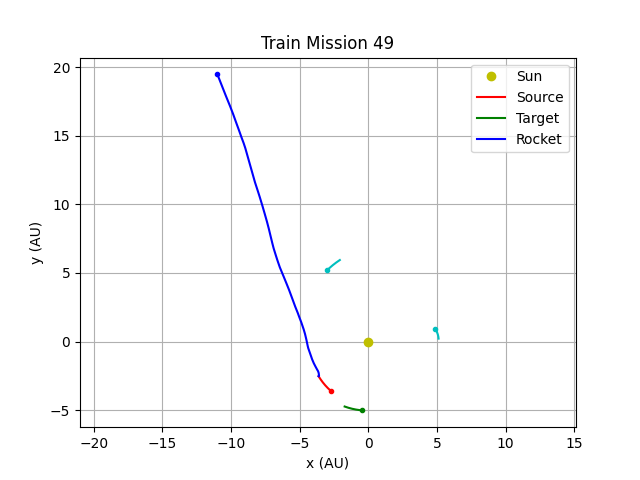 Train Mission 49
Sun
Source
Target
Rocket
y (AU)
20
15
10
5
0
−5
−20
−15
−10
−5
0
5
10
15
x (AU)